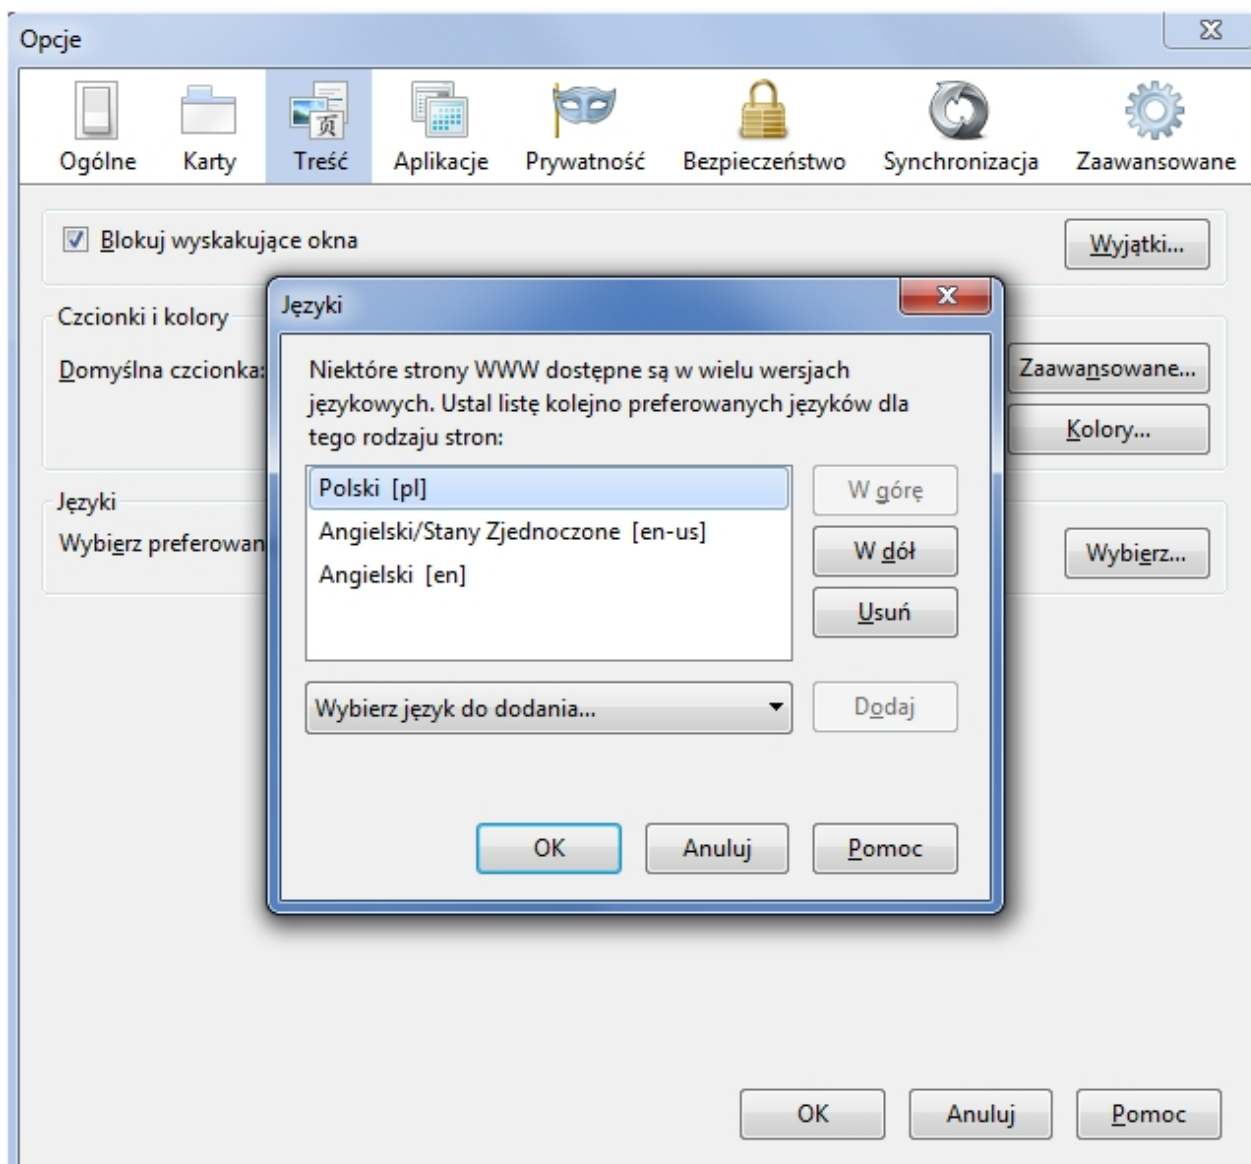 Opcje
Ogólne Karty Treść Aplikacje Prywatność Bezpieczeństwo Synchronizacja Zaawansowane
页
Blokuj wyskakujące okna
Wyjątki...
Czcionki i kolory
Domyślna czcionka:
Zaawansowane...
Kolory...
Języki
Wybierz preferowan
Wybierz...
Języki
Niektóre strony WWW dostępne są w wielu wersjach
językowych. Ustal listę kolejno preferowanych języków dla
tego rodzaju stron:
Polski [pl]
Angielski/Stany Zjednoczone [en-us]
Angielski [en]
W górę
W dół
Usuń
Wybierz język do dodania...
Dodaj
OK Anuluj Pomoc
OK Anuluj Pomoc